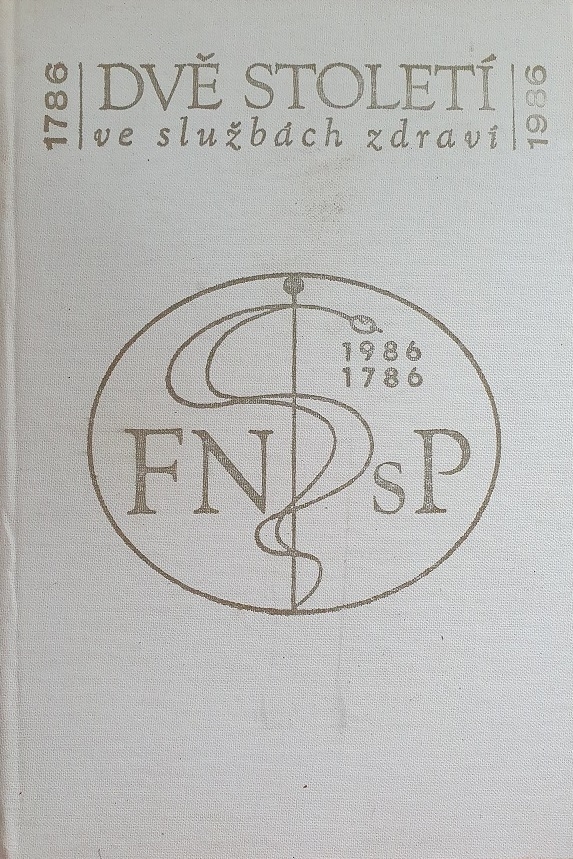 1786
DVĚ STOLETÍ
ve službách zdraví
1986
1986
1786
FN sP